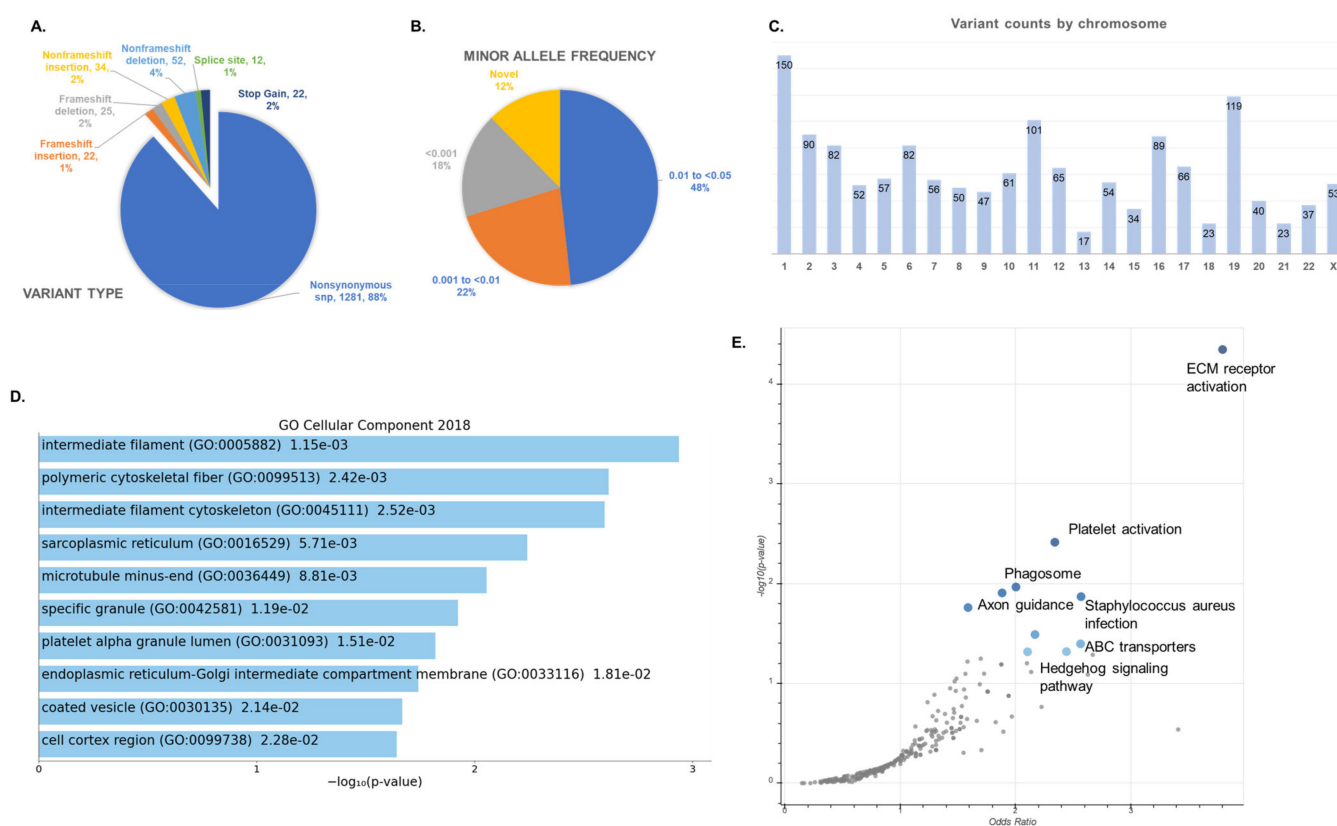 A.
Nonframeshift
insertion, 34,
2%
Nonframeshift
deletion, 52,
4%
Splice site, 12,
1%
Stop Gain, 22,
2%
Frameshift
deletion, 25,
2%
Frameshift
insertion, 22,
1%
VARIANT TYPE
Nonsynonymous
snp, 1281, 88%
B.
MINOR ALLELE FREQUENCY
Novel
12%
<0.001
18%
0.01 to <0.05
48%
0.001 to <0.01
22%
C.
Variant counts by chromosome
150
90
82
52
57
82
56
50
47
61
101
65
17
54
34
89
66
23
119
40
23
37
53
1 2 3 4 5 6 7 8 9 10 11 12 13 14 15 16 17 18 19 20 21 22 X
D.
GO Cellular Component 2018
intermediate filament (GO:0005882) 1.15e-03
polymeric cytoskeletal fiber (GO:0099513) 2.42e-03
intermediate filament cytoskeleton (GO:0045111) 2.52e-03
sarcoplasmic reticulum (GO:0016529) 5.71e-03
microtubule minus-end (GO:0036449) 8.81e-03
specific granule (GO:0042581) 1.19e-02
platelet alpha granule lumen (GO:0031093) 1.51e-02
endoplasmic reticulum-Golgi intermediate compartment membrane (GO:0033116) 1.81e-02
coated vesicle (GO:0030135) 2.14e-02
cell cortex region (GO:0099738) 2.28e-02
0 1 2 3
−log₁₀(p-value)
E.
ECM receptor
activation
Platelet activation
Phagosome
Axon guidance
Staphylococcus aureus
infection
ABC transporters
Hedgehog signaling
pathway
-log10(p-value)
4
3
2
1
0
0 1 2 3
Odds Ratio